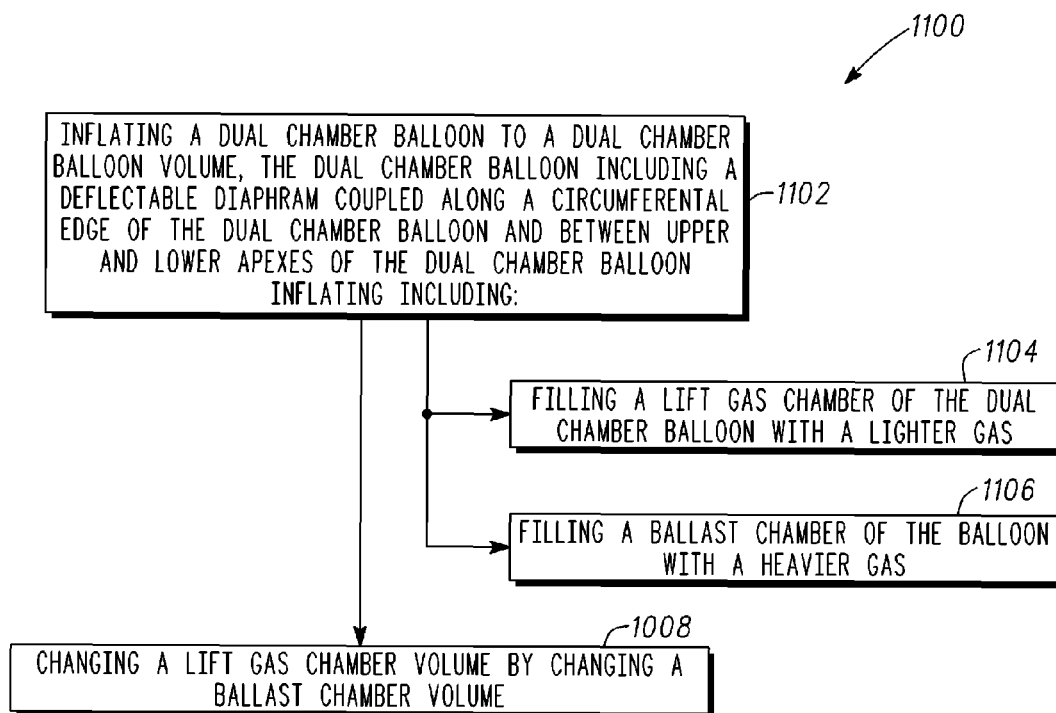 1100
INFLATING A DUAL CHAMBER BALLOON TO A DUAL CHAMBER
BALLOON VOLUME, THE DUAL CHAMBER BALLOON INCLUDING A
DEFLECTABLE DIAPHRAM COUPLED ALONG A CIRCUMFERENTIAL
EDGE OF THE DUAL CHAMBER BALLOON AND BETWEEN UPPER
AND LOWER APEXES OF THE DUAL CHAMBER BALLOON
INFLATING INCLUDING:
1102
1104
FILLING A LIFT GAS CHAMBER OF THE DUAL
CHAMBER BALLOON WITH A LIGHTER GAS
1106
FILLING A BALLAST CHAMBER OF THE BALLOON
WITH A HEAVIER GAS
1008
CHANGING A LIFT GAS CHAMBER VOLUME BY CHANGING A
BALLAST CHAMBER VOLUME